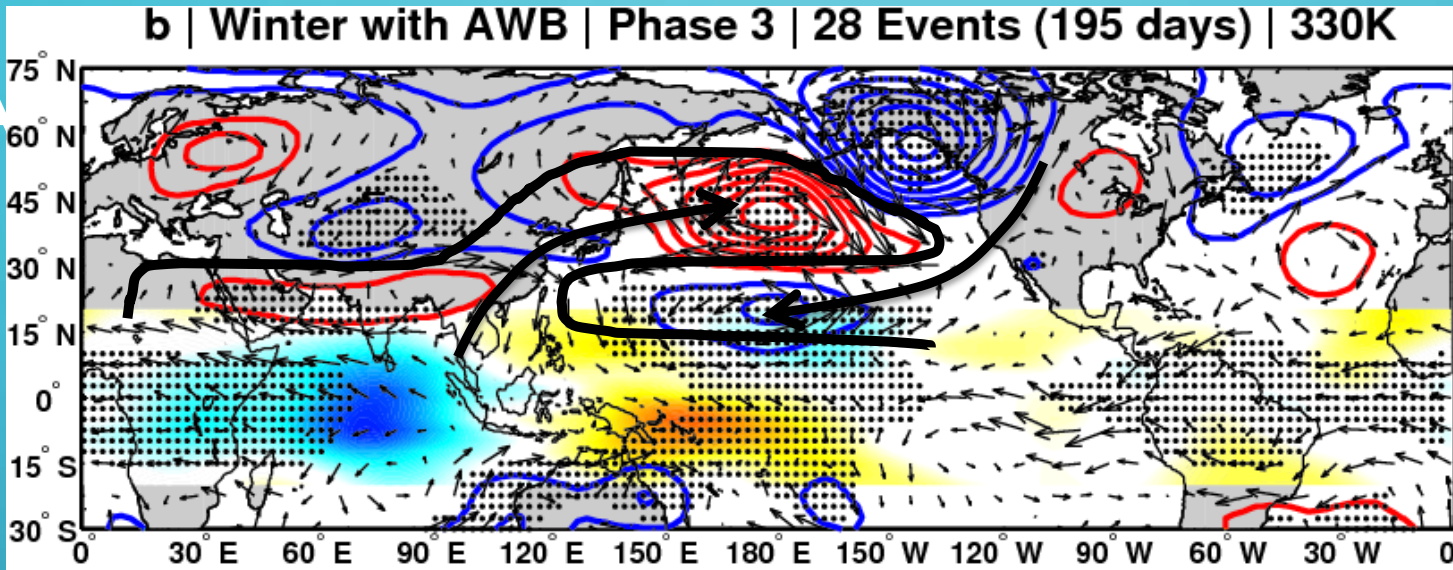 b | Winter with AWB | Phase 3 | 28 Events (195 days) | 330K
75° N
60° N
45° N
30° N
15° N
0°
15° S
30° S
0° 30° E 60° E 90° E 120° E 150° E 180° E 150° W 120° W 90° W 60° W 30° W 0